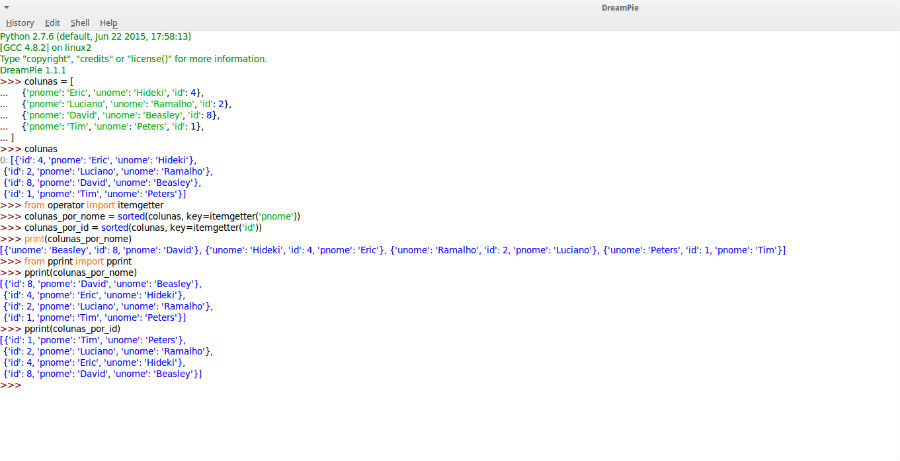 DreamPie
History Edit Shell Help
Python 2.7.6 (default, Jun 22 2015, 17:58:13)
[GCC 4.8.2] on linux2
Type "copyright", "credits" or "license()" for more information.
DreamPie 1.1.1
>>> colunas = [
...     {'pnome': 'Eric', 'unome': 'Hideki', 'id': 4},
...     {'pnome': 'Luciano', 'unome': 'Ramalho', 'id': 2},
...     {'pnome': 'David', 'unome': 'Beasley', 'id': 8},
...     {'pnome': 'Tim', 'unome': 'Peters', 'id': 1},
... ]
>>> colunas
0: [{'id': 4, 'pnome': 'Eric', 'unome': 'Hideki'},
{'id': 2, 'pnome': 'Luciano', 'unome': 'Ramalho'},
{'id': 8, 'pnome': 'David', 'unome': 'Beasley'},
{'id': 1, 'pnome': 'Tim', 'unome': 'Peters'}]
>>> from operator import itemgetter
>>> colunas_por_nome = sorted(colunas, key=itemgetter('pnome'))
>>> colunas_por_id = sorted(colunas, key=itemgetter('id'))
>>> print(colunas_por_nome)
[{'unome': 'Beasley', 'id': 8, 'pnome': 'David'}, {'unome': 'Hideki', 'id': 4, 'pnome': 'Eric'}, {'unome': 'Ramalho', 'id': 2, 'pnome': 'Luciano'}, {'unome': 'Peters', 'id': 1, 'pnome': 'Tim'}]
>>> from pprint import pprint
>>> pprint(colunas_por_nome)
[{'id': 8, 'pnome': 'David', 'unome': 'Beasley'},
{'id': 4, 'pnome': 'Eric', 'unome': 'Hideki'},
{'id': 2, 'pnome': 'Luciano', 'unome': 'Ramalho'},
{'id': 1, 'pnome': 'Tim', 'unome': 'Peters'}]
>>> pprint(colunas_por_id)
[{'id': 1, 'pnome': 'Tim', 'unome': 'Peters'},
{'id': 2, 'pnome': 'Luciano', 'unome': 'Ramalho'},
{'id': 4, 'pnome': 'Eric', 'unome': 'Hideki'},
{'id': 8, 'pnome': 'David', 'unome': 'Beasley'}]
>>>